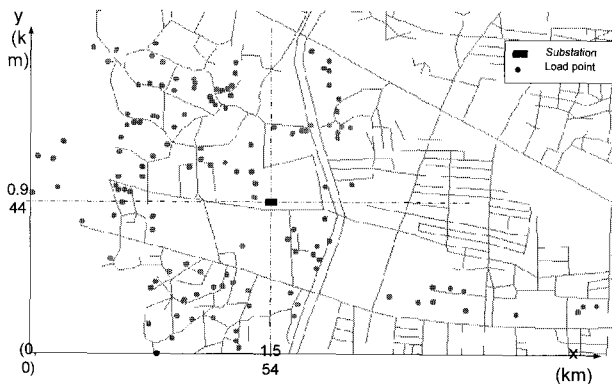 y
(k
m)
Substation
Load point
0.9
44
(0
0)
1.5
54
x
(km)